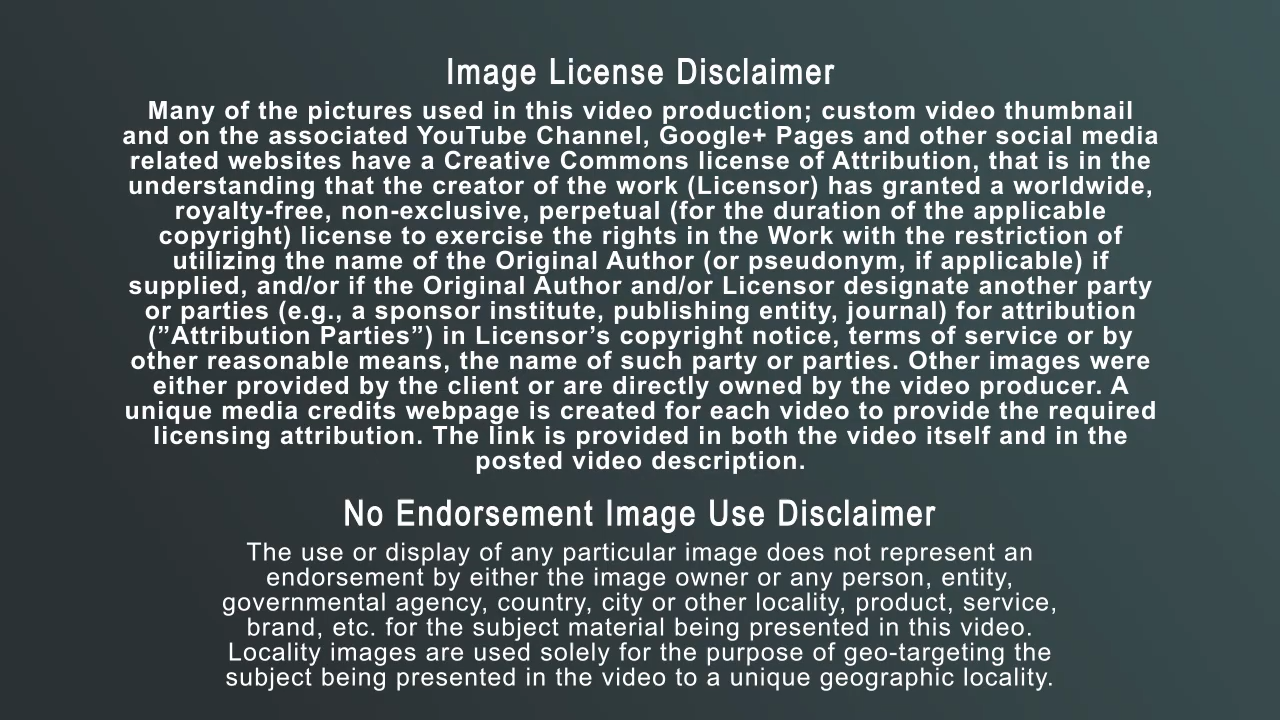 Image License Disclaimer
Many of the pictures used in this video production; custom video thumbnail
and on the associated YouTube Channel, Google+ Pages and other social media
related websites have a Creative Commons license of Attribution, that is in the
understanding that the creator of the work (Licensor) has granted a worldwide,
royalty-free, non-exclusive, perpetual (for the duration of the applicable
copyright) license to exercise the rights in the Work with the restriction of
utilizing the name of the Original Author (or pseudonym, if applicable) if
supplied, and/or if the Original Author and/or Licensor designate another party
or parties (e.g., a sponsor institute, publishing entity, journal) for attribution
(”Attribution Parties”) in Licensor’s copyright notice, terms of service or by
other reasonable means, the name of such party or parties. Other images were
either provided by the client or are directly owned by the video producer. A
unique media credits webpage is created for each video to provide the required
licensing attribution. The link is provided in both the video itself and in the
posted video description.
No Endorsement Image Use Disclaimer
The use or display of any particular image does not represent an
endorsement by either the image owner or any person, entity,
governmental agency, country, city or other locality, product, service,
brand, etc. for the subject material being presented in this video.
Locality images are used solely for the purpose of geo-targeting the
subject being presented in the video to a unique geographic locality.